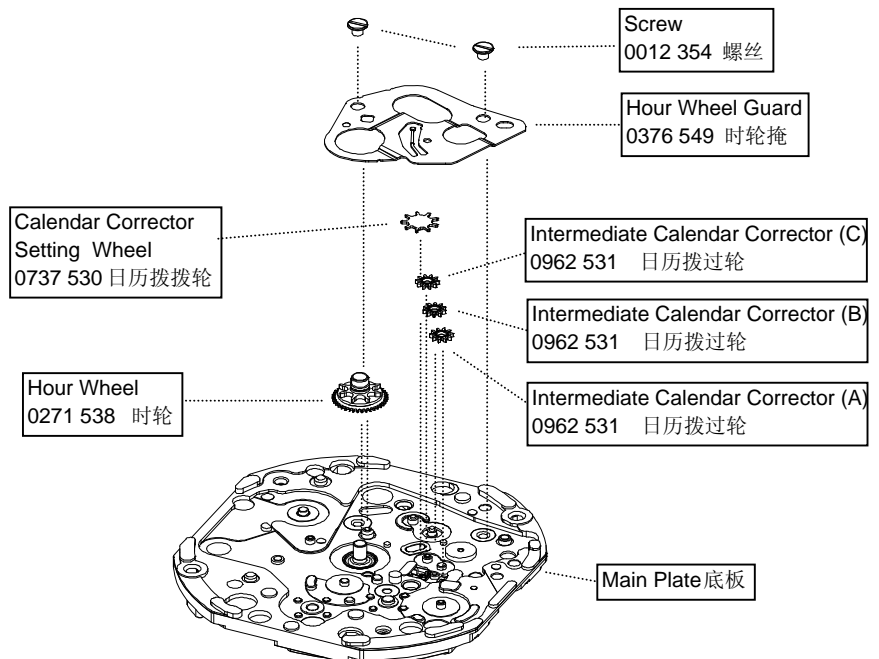 Screw
0012 354 螺丝
Hour Wheel Guard
0376 549 时轮掩
Calendar Corrector
Setting Wheel
0737 530 日历拨拨轮
Intermediate Calendar Corrector (C)
0962 531 日历拨过轮
Intermediate Calendar Corrector (B)
0962 531 日历拨过轮
Intermediate Calendar Corrector (A)
0962 531 日历拨过轮
Hour Wheel
0271 538 时轮
Main Plate底板